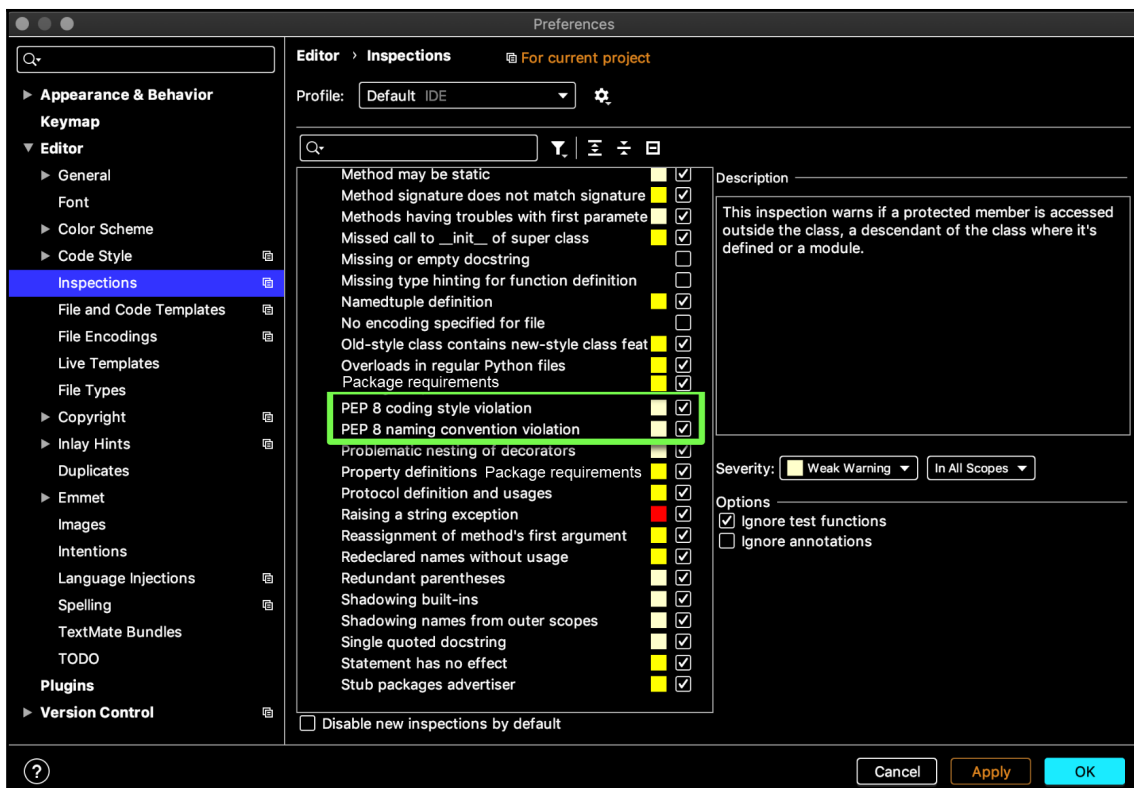 Preferences
Appearance & Behavior
Keymap
Editor
General
Font
Color Scheme
Code Style
Inspections
File and Code Templates
File Encodings
Live Templates
File Types
Copyright
Inlay Hints
Duplicates
Emmet
Images
Intentions
Language Injections
Spelling
TextMate Bundles
TODO
Plugins
Version Control
Editor › Inspections For current project
Profile: Default IDE
Method may be static
Method signature does not match signature
Methods having troubles with first paramete
Missed call to __init__ of super class
Missing or empty docstring
Missing type hinting for function definition
Namedtuple definition
No encoding specified for file
Old-style class contains new-style class feat
Overloads in regular Python files
Package requirements
PEP 8 coding style violation
PEP 8 naming convention violation
Problematic nesting of decorators
Property definitions Package requirements
Protocol definition and usages
Raising a string exception
Reassignment of method's first argument
Redeclared names without usage
Redundant parentheses
Shadowing built-ins
Shadowing names from outer scopes
Single quoted docstring
Statement has no effect
Stub packages advertiser
Disable new inspections by default
Description
This inspection warns if a protected member is accessed
outside the class, a descendant of the class where it's
defined or a module.
Severity: Weak Warning In All Scopes
Options
Ignore test functions
Ignore annotations
?
Cancel Apply OK